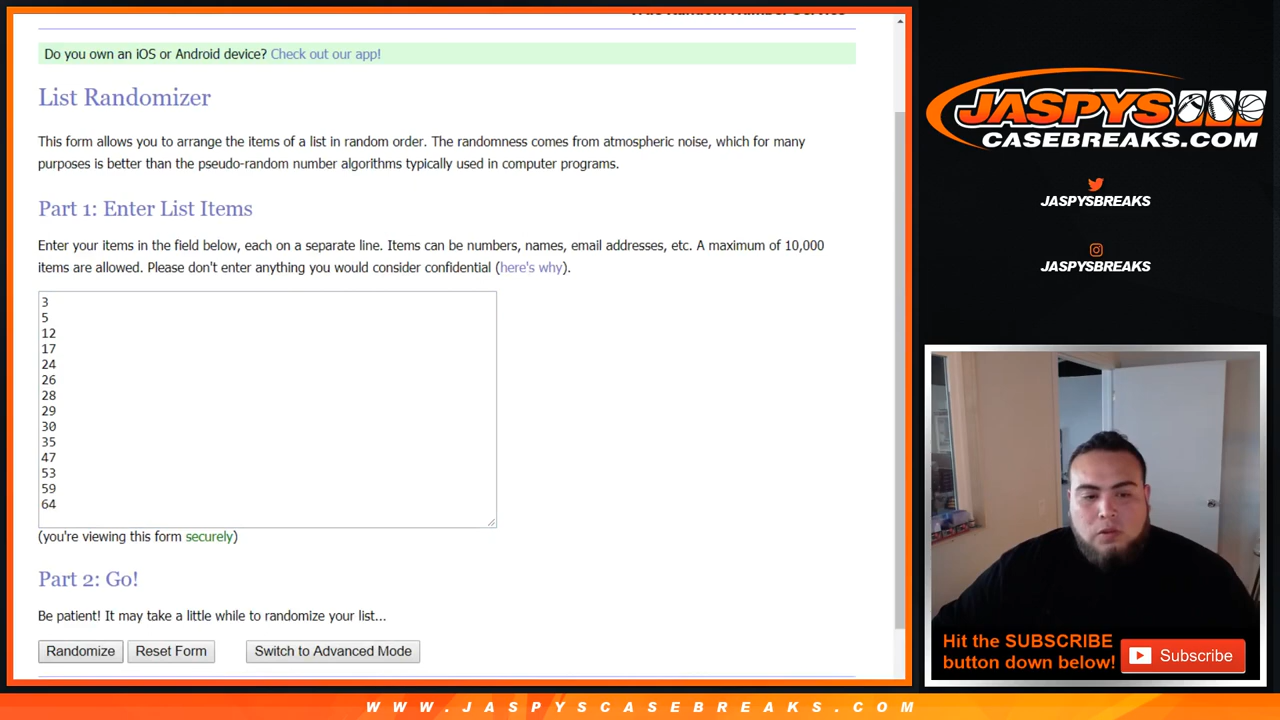 Do you own an iOS or Android device? Check out our app!
List Randomizer
This form allows you to arrange the items of a list in random order. The randomness comes from atmospheric noise, which for many
purposes is better than the pseudo-random number algorithms typically used in computer programs.
Part 1: Enter List Items
Enter your items in the field below, each on a separate line. Items can be numbers, names, email addresses, etc. A maximum of 10,000
items are allowed. Please don't enter anything you would consider confidential (here's why).
3
5
12
17
24
26
28
29
30
35
47
53
59
64
(you're viewing this form securely)
Part 2: Go!
Be patient! It may take a little while to randomize your list...
Randomize
Reset Form
Switch to Advanced Mode
JASPYS
CASEBREAKS.COM
JASPYSBREAKS
JASPYSBREAKS
Hit the SUBSCRIBE
button down below!
Subscribe
WWW.JASPYSCASEBREAKS.COM